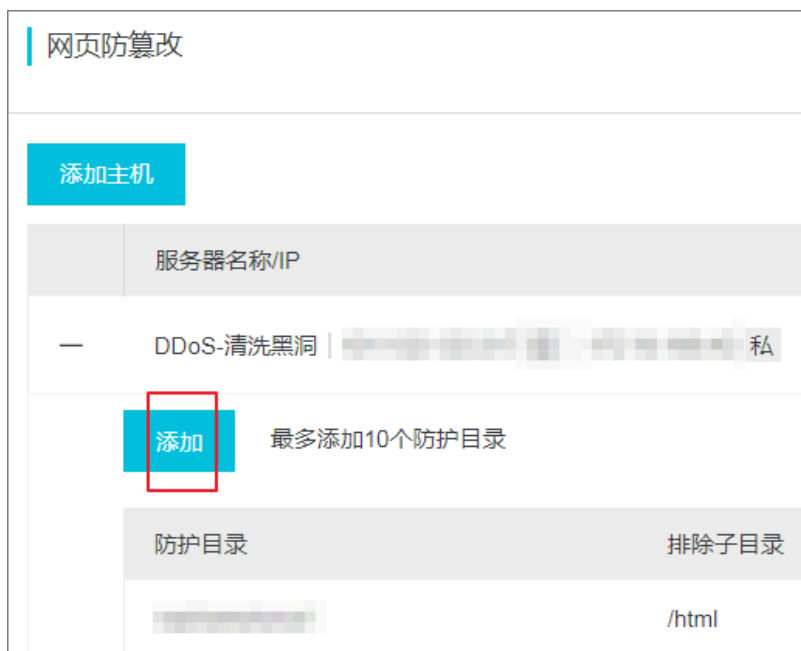 网页防篡改
添加主机
服务器名称/IP
DDoS-清洗黑洞 私
添加 最多添加10个防护目录
防护目录 排除子目录
/html